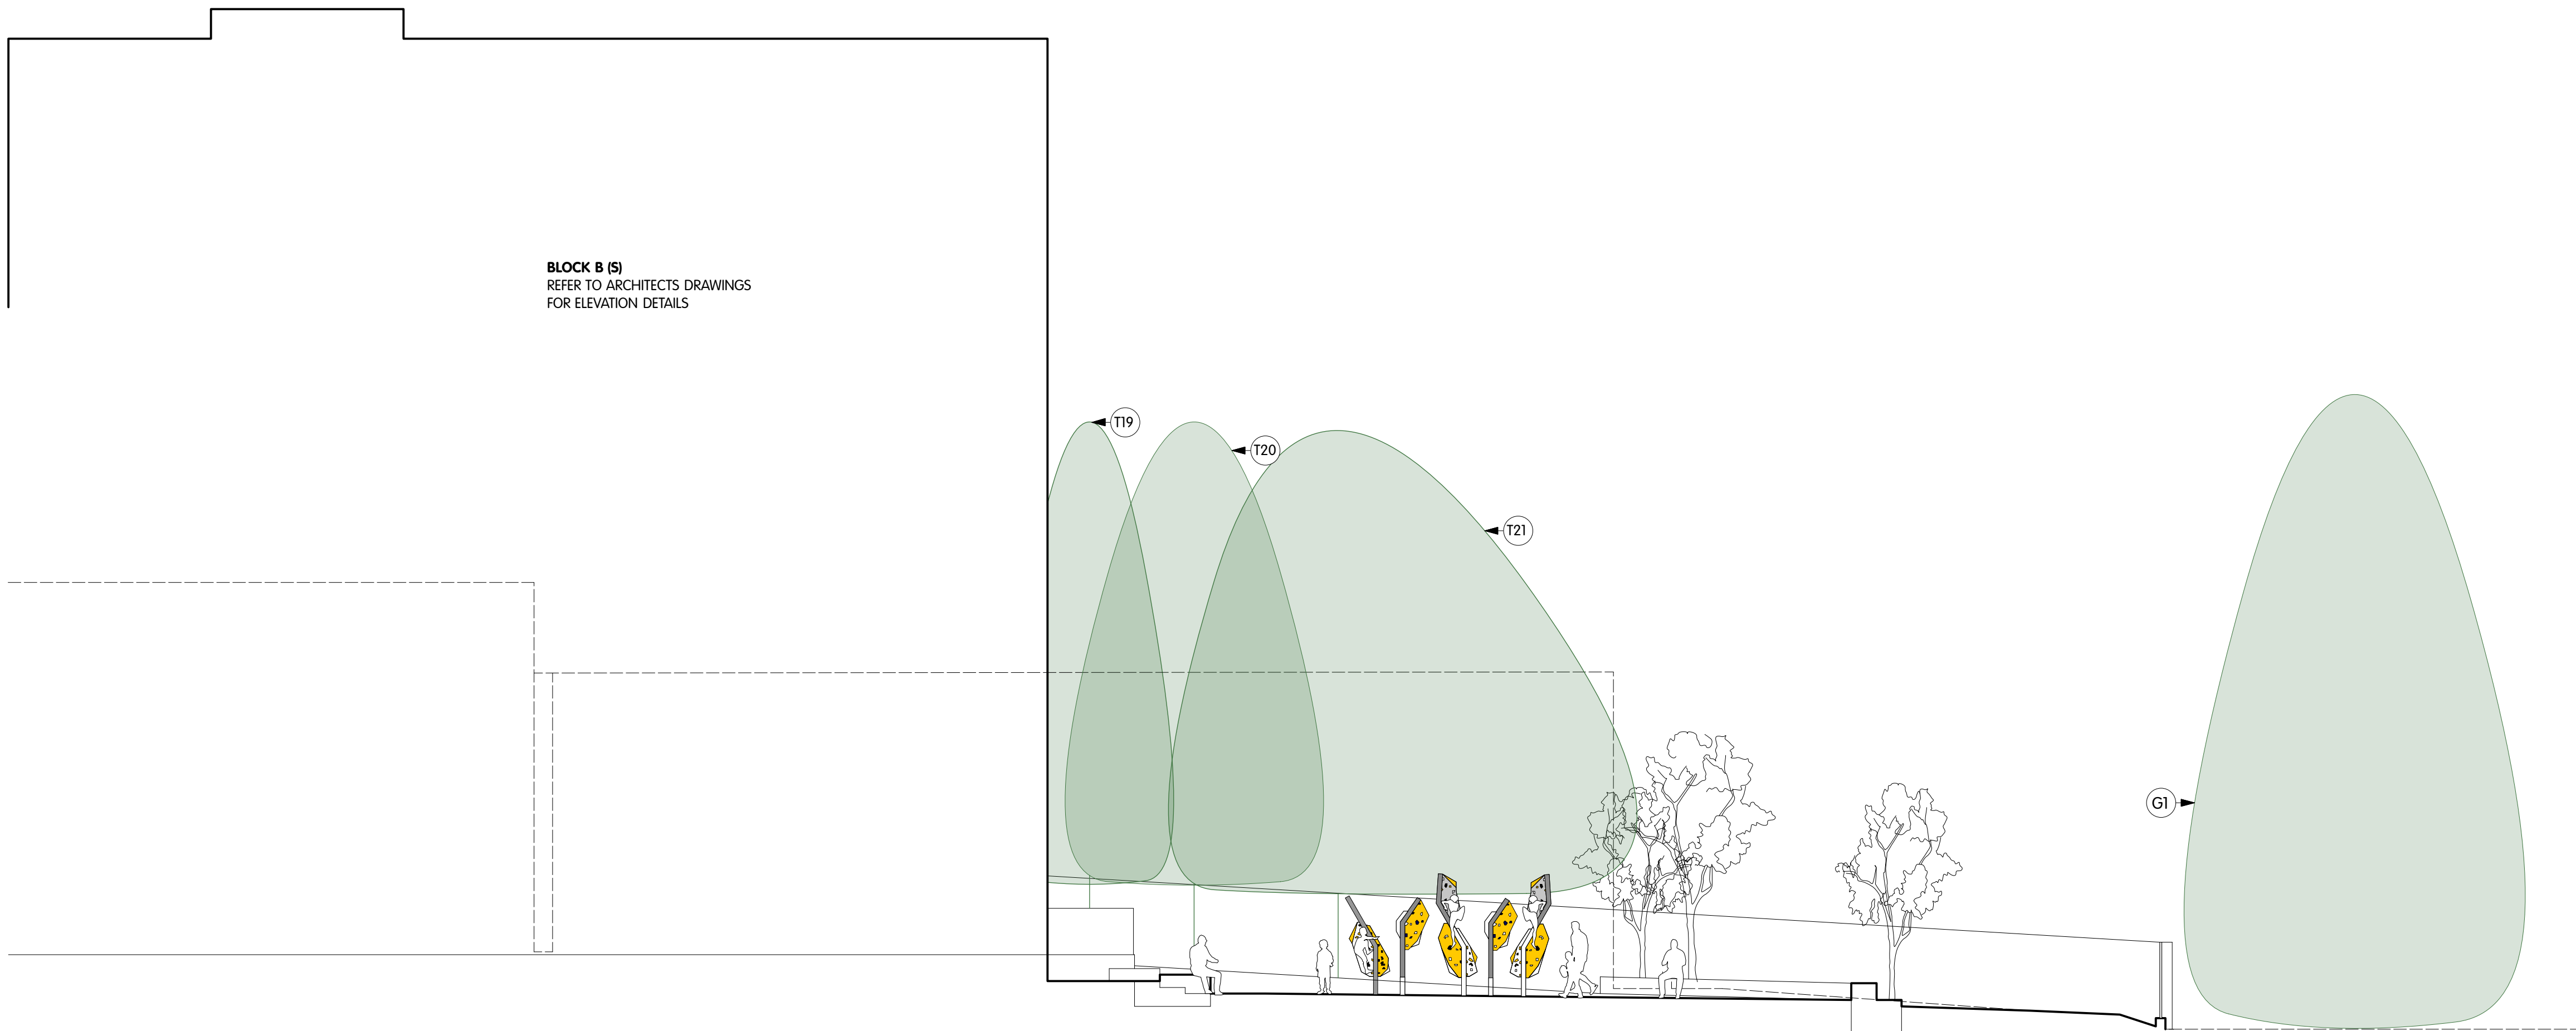 BLOCK B (S)
REFER TO ARCHITECTS DRAWINGS
FOR ELEVATION DETAILS
T19
T20
T21
G1